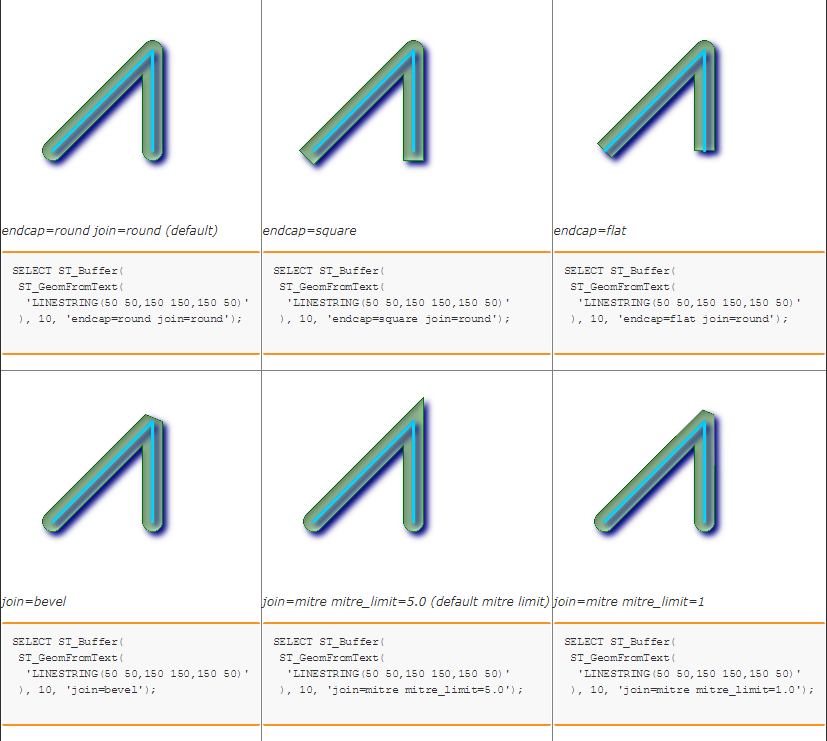 endcap=round join=round (default)
SELECT ST_Buffer(
ST_GeomFromText(
'LINESTRING(50 50,150 150,150 50)'
), 10, 'endcap=round join=round');
endcap=square
SELECT ST_Buffer(
ST_GeomFromText(
'LINESTRING(50 50,150 150,150 50)'
), 10, 'endcap=square join=round');
endcap=flat
SELECT ST_Buffer(
ST_GeomFromText(
'LINESTRING(50 50,150 150,150 50)'
), 10, 'endcap=flat join=round');
join=bevel
SELECT ST_Buffer(
ST_GeomFromText(
'LINESTRING(50 50,150 150,150 50)'
), 10, 'join=bevel');
join=mitre mitre_limit=5.0 (default mitre limit)
SELECT ST_Buffer(
ST_GeomFromText(
'LINESTRING(50 50,150 150,150 50)'
), 10, 'join=mitre mitre_limit=5.0');
join=mitre mitre_limit=1
SELECT ST_Buffer(
ST_GeomFromText(
'LINESTRING(50 50,150 150,150 50)'
), 10, 'join=mitre mitre_limit=1.0');